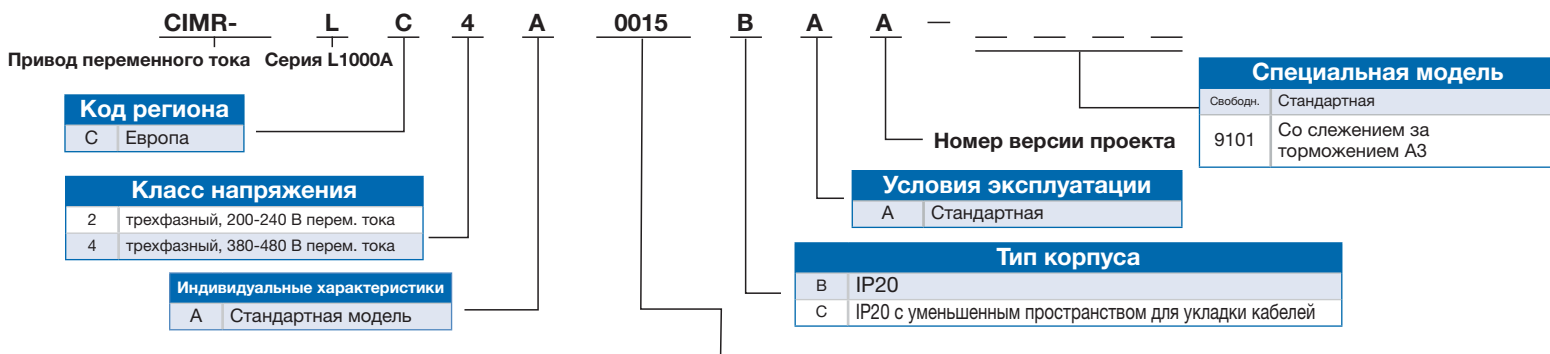 CIMR- L C 4 A 0015 B A A — _ _ _ _
Привод переменного тока Серия L1000A
Специальная модель
Свободн. Стандартная
9101 Со слежением за
торможением А3
Код региона
C Европа
Номер версии проекта
Класс напряжения
2 трехфазный, 200-240 В перем. тока
4 трехфазный, 380-480 В перем. тока
Условия эксплуатации
A Стандартная
Тип корпуса
B IP20
C IP20 с уменьшенным пространством для укладки кабелей
Индивидуальные характеристики
A Стандартная модель